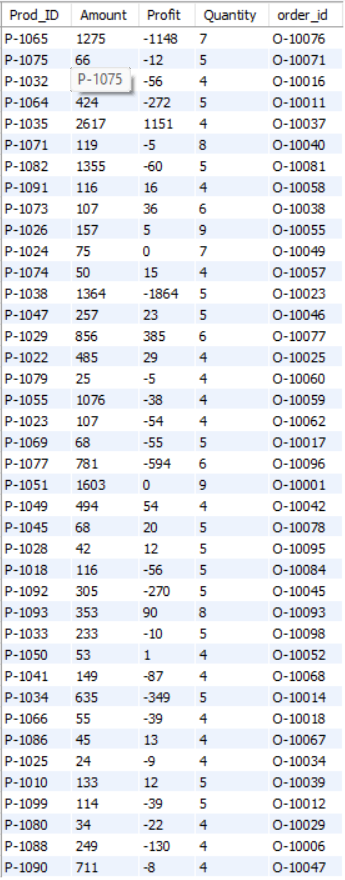 Prod_ID Amount Profit Quantity order_id
P-1065 1275 -1148 7 O-10076
P-1075 66 -12 5 O-10071
P-1032 P-1075 -56 4 O-10016
P-1064 424 -272 5 O-10011
P-1035 2617 1151 4 O-10037
P-1071 119 -5 8 O-10040
P-1082 1355 -60 5 O-10081
P-1091 116 16 4 O-10058
P-1073 107 36 6 O-10038
P-1026 157 5 9 O-10055
P-1024 75 0 7 O-10049
P-1074 50 15 4 O-10057
P-1038 1364 -1864 5 O-10023
P-1047 257 23 5 O-10046
P-1029 856 385 6 O-10077
P-1022 485 29 4 O-10025
P-1079 25 -5 4 O-10060
P-1055 1076 -38 4 O-10059
P-1023 107 -54 4 O-10062
P-1069 68 -55 5 O-10017
P-1077 781 -594 6 O-10096
P-1051 1603 0 9 O-10001
P-1049 494 54 4 O-10042
P-1045 68 20 5 O-10078
P-1028 42 12 5 O-10095
P-1018 116 -56 5 O-10084
P-1092 305 -270 5 O-10045
P-1093 353 90 8 O-10093
P-1033 233 -10 5 O-10098
P-1050 53 1 4 O-10052
P-1041 149 -87 4 O-10068
P-1034 635 -349 5 O-10014
P-1066 55 -39 4 O-10018
P-1086 45 13 4 O-10067
P-1025 24 -9 4 O-10034
P-1010 133 12 5 O-10039
P-1099 114 -39 5 O-10012
P-1080 34 -22 4 O-10029
P-1088 249 -130 4 O-10006
P-1090 711 -8 4 O-10047